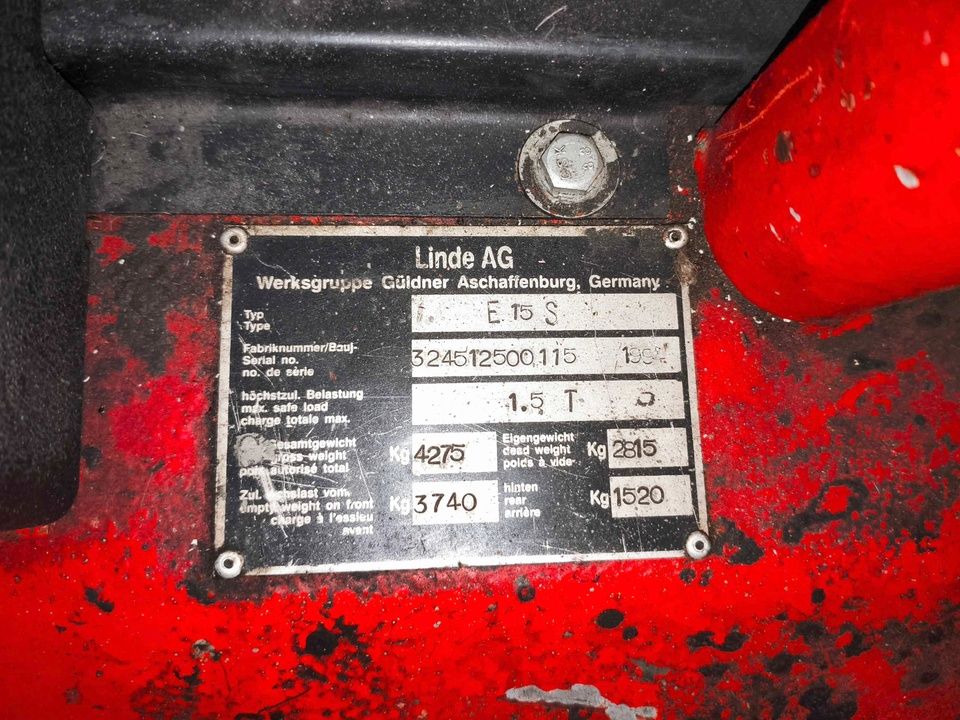 Linde AG
Werksgruppe Güldner Aschaffenburg, Germany
Typ
Type
E 15 S
Fabriknummer/Bauj-
Serial no.
no. de série
324512500115
höchstzul. Belastung
max. safe load
charge totale max.
1.5 T
Gesamtgewicht
gross weight
poids autorisé total
Kg 4275
Eigengewicht
dead weight
poids à vide
Kg 2815
Zul. Achslast vorn
empty weight on front
charge à l'essieu
avant
Kg 3740
hinten
rear
arrière
Kg 1520